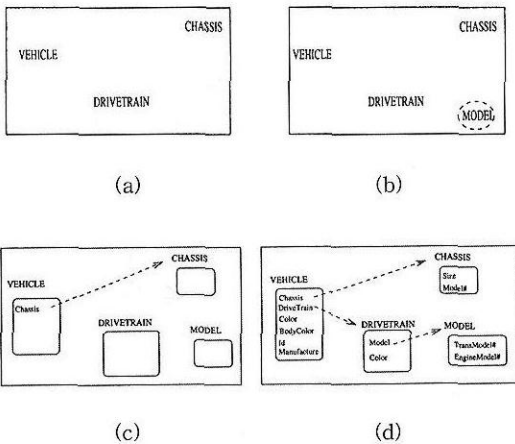 CHASSIS
VEHICLE
DRIVETRAIN
(a)
CHASSIS
VEHICLE
DRIVETRAIN
MODEL
(b)
CHASSIS
VEHICLE
Chassis
DRIVETRAIN
MODEL
(c)
CHASSIS
Size
Model#
VEHICLE
Chassis
DriveTrain
Color
BodyColor
Id
Manufacture
DRIVETRAIN
Model
Color
MODEL
TransModel#
EngineModel#
(d)